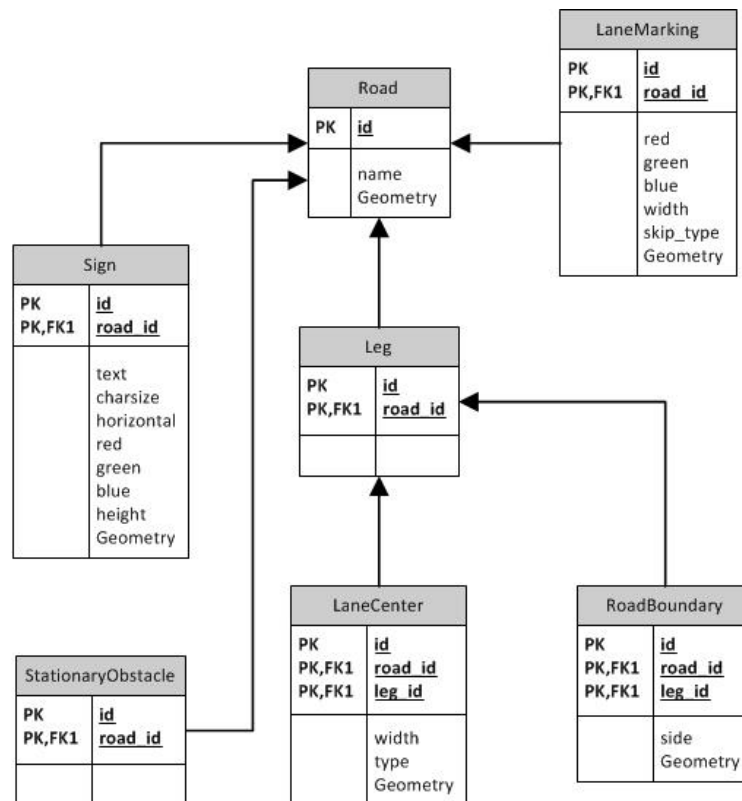 LaneMarking
PK id
PK,FK1 road_id
red
green
blue
width
skip_type
Geometry
Road
PK id
name
Geometry
Sign
PK id
PK,FK1 road_id
text
charsize
horizontal
red
green
blue
height
Geometry
Leg
PK id
PK,FK1 road_id
LaneCenter
PK id
PK,FK1 road_id
PK,FK1 leg_id
width
type
Geometry
RoadBoundary
PK id
PK,FK1 road_id
PK,FK1 leg_id
side
Geometry
StationaryObstacle
PK id
PK,FK1 road_id